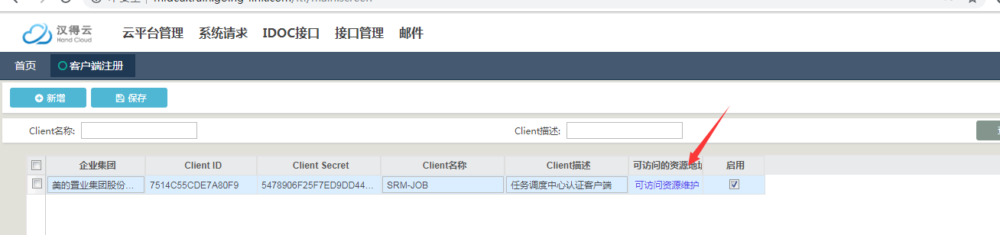 汉得云
Hand Cloud
云平台管理 系统请求 IDOC接口 接口管理 邮件
首页 客户端注册
新增 保存
Client名称: Client描述:
企业集团 Client ID Client Secret Client名称 Client描述 可访问的资源地址 启用
美的置业集团股份... 7514C55CDE7A80F9 5478906F25F7ED9DD44... SRM-JOB 任务调度中心认证客户端 可访问资源维护